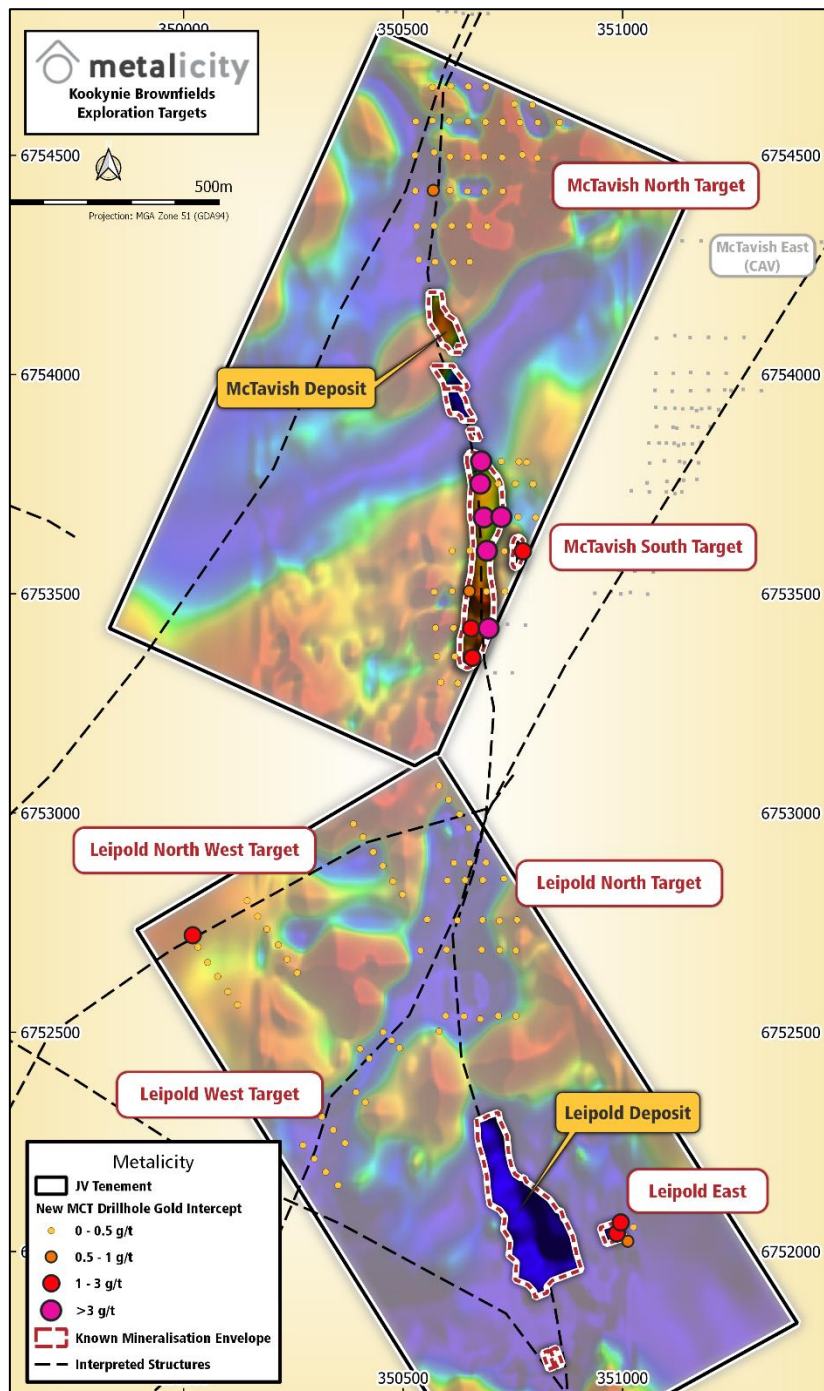 350000
350500
351000
metalicity
Kookynie Brownfields
Exploration Targets
6754500
6754500
500m
Projection: MGA Zone 51 (GDA94)
McTavish North Target
McTavish East
(CAV)
6754000
6754000
McTavish Deposit
McTavish South Target
6753500
6753500
6753000
6753000
Leipold North West Target
Leipold North Target
6752500
6752500
Leipold West Target
Leipold Deposit
Leipold East
6752000
Metalicity
JV Tenement
New MCT Drillhole Gold Intercept
0 - 0.5 g/t
0.5 - 1 g/t
1 - 3 g/t
>3 g/t
Known Mineralisation Envelope
Interpreted Structures
350500
351000